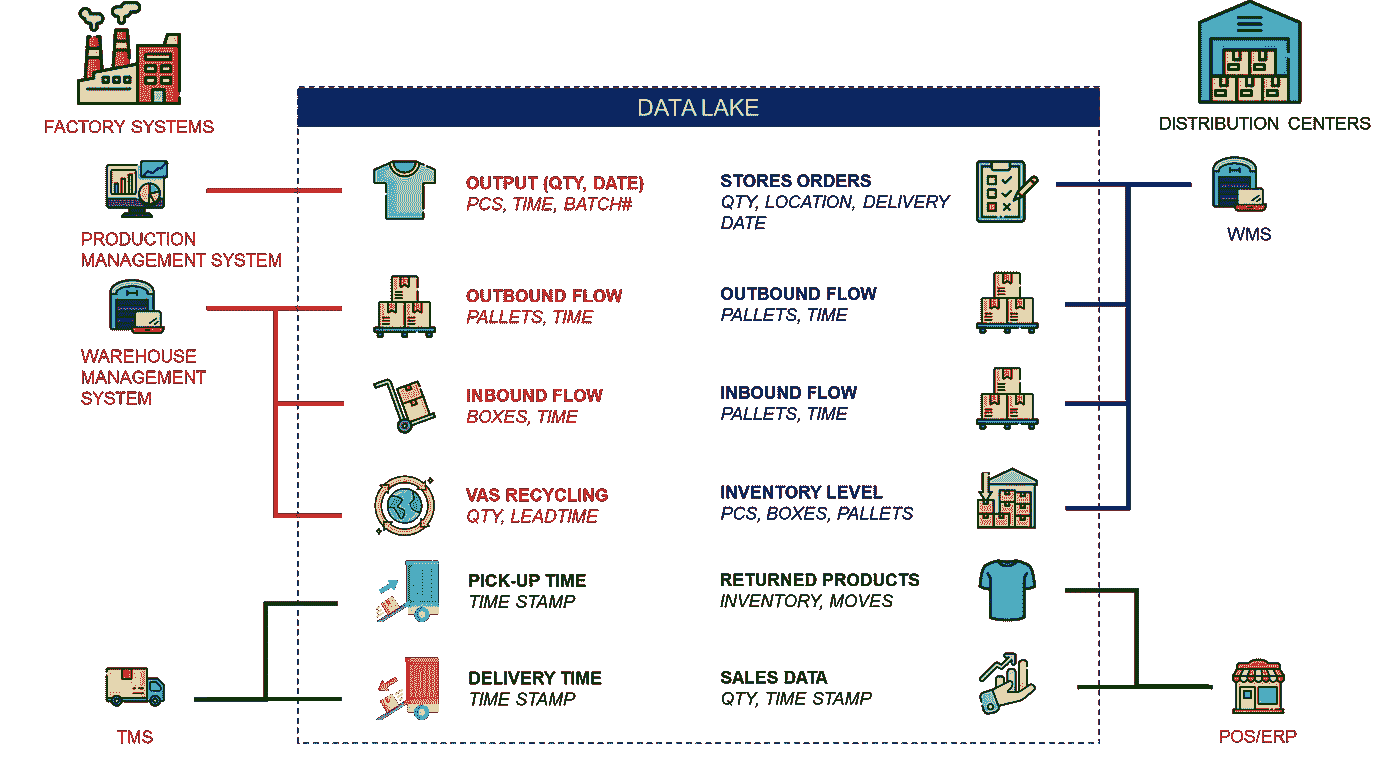 DATA LAKE
FACTORY SYSTEMS
DISTRIBUTION CENTERS
PRODUCTION
MANAGEMENT SYSTEM
WAREHOUSE
MANAGEMENT
SYSTEM
TMS
OUTPUT (QTY, DATE)
PCS, TIME, BATCH#
OUTBOUND FLOW
PALLETS, TIME
INBOUND FLOW
BOXES, TIME
VAS RECYCLING
QTY, LEADTIME
PICK-UP TIME
TIME STAMP
DELIVERY TIME
TIME STAMP
STORES ORDERS
QTY, LOCATION, DELIVERY
DATE
OUTBOUND FLOW
PALLETS, TIME
INBOUND FLOW
PALLETS, TIME
INVENTORY LEVEL
PCS, BOXES, PALLETS
RETURNED PRODUCTS
INVENTORY, MOVES
SALES DATA
QTY, TIME STAMP
WMS
POS/ERP